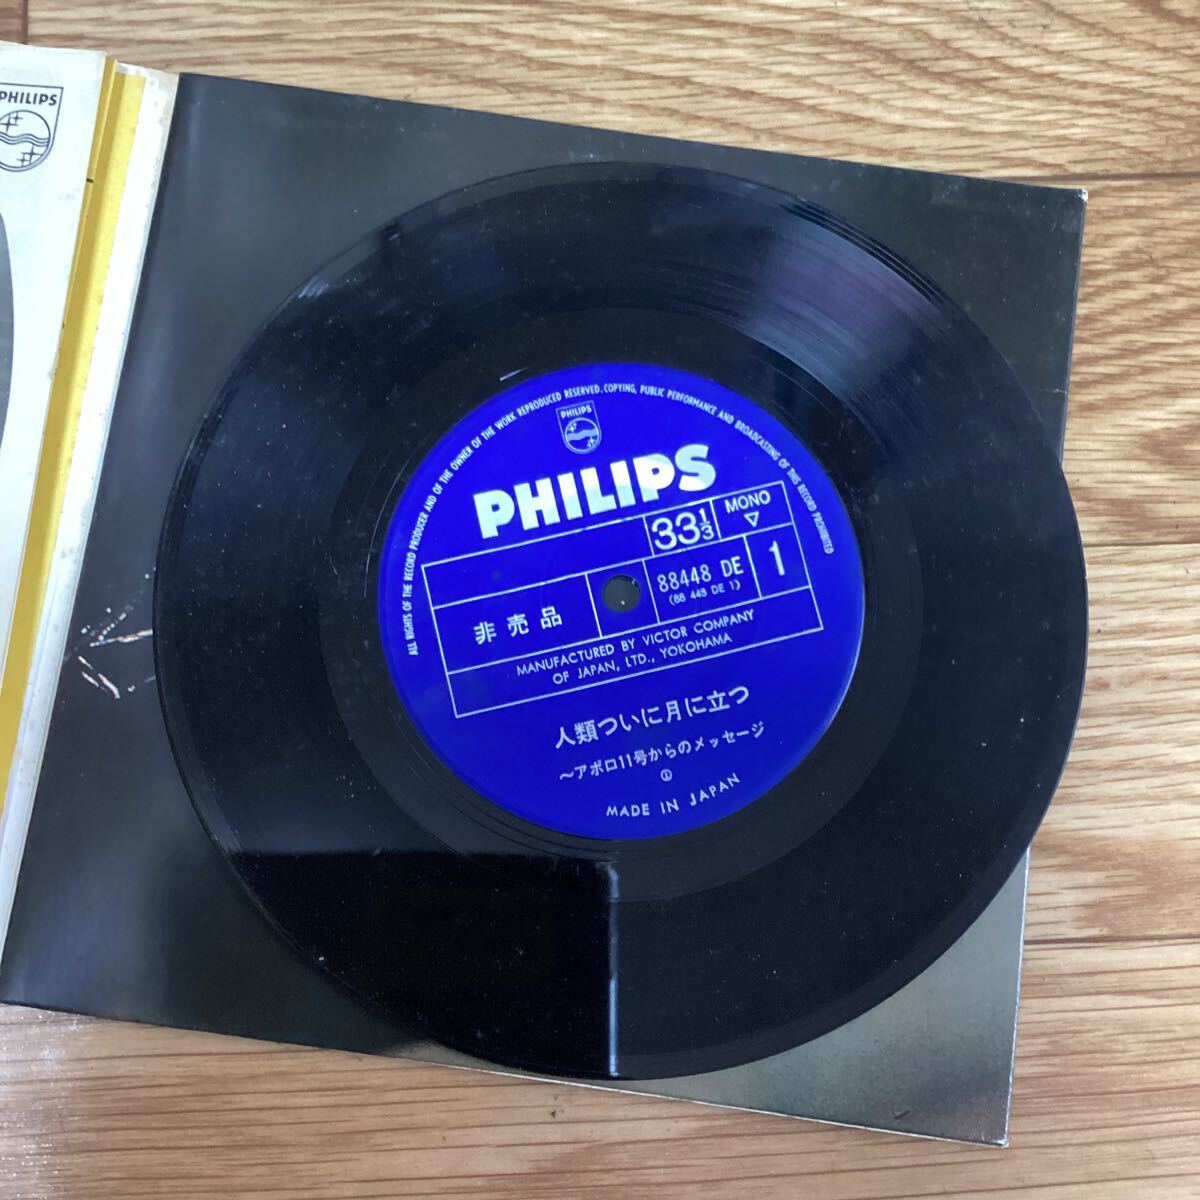 PHILIPS
ALL RIGHTS OF THE RECORD PRODUCER AND OF THE OWNER OF THE WORK REPRODUCED RESERVED. COPYING, PUBLIC PERFORMANCE AND BROADCASTING OF THIS RECORD PROHIBITED
PHILIPS
PHILIPS
33 1/3
MONO
▽
非売品
88448 DE
(88 448 DE 1)
1
MANUFACTURED BY VICTOR COMPANY
OF JAPAN, LTD., YOKOHAMA
人類ついに月に立つ
～アポロ11号からのメッセージ
①
MADE IN JAPAN